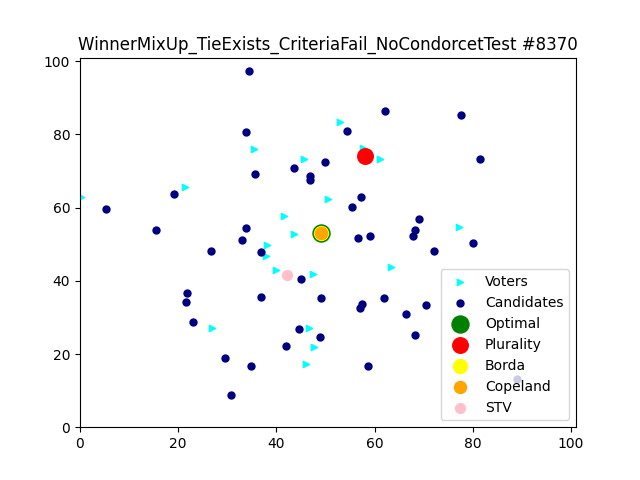 WinnerMixUp_TieExists_CriteriaFail_NoCondorcetTest #8370
100
80
60
40
20
0
0 20 40 60 80 100
Voters
Candidates
Optimal
Plurality
Borda
Copeland
STV